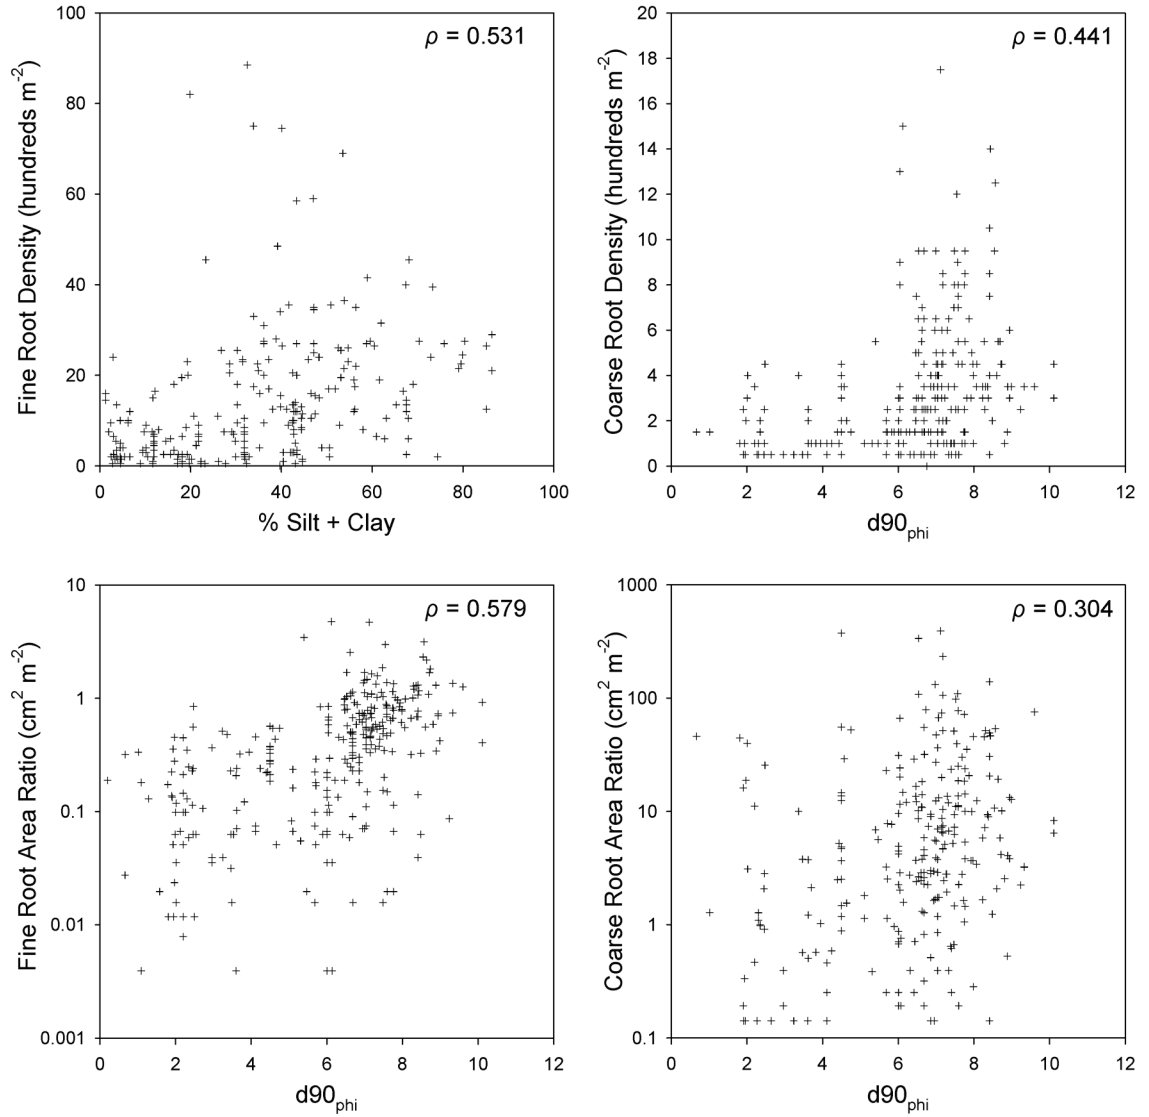 100
80
60
40
20
0
Fine Root Density (hundreds m⁻²)
ρ = 0.531
0 20 40 60 80 100
% Silt + Clay
20
18
16
14
12
10
8
6
4
2
0
Coarse Root Density (hundreds m⁻²)
ρ = 0.441
0 2 4 6 8 10 12
d90phi
10
1
0.1
0.01
0.001
Fine Root Area Ratio (cm² m⁻²)
ρ = 0.579
0 2 4 6 8 10 12
d90phi
1000
100
10
1
0.1
Coarse Root Area Ratio (cm² m⁻²)
ρ = 0.304
0 2 4 6 8 10 12
d90phi